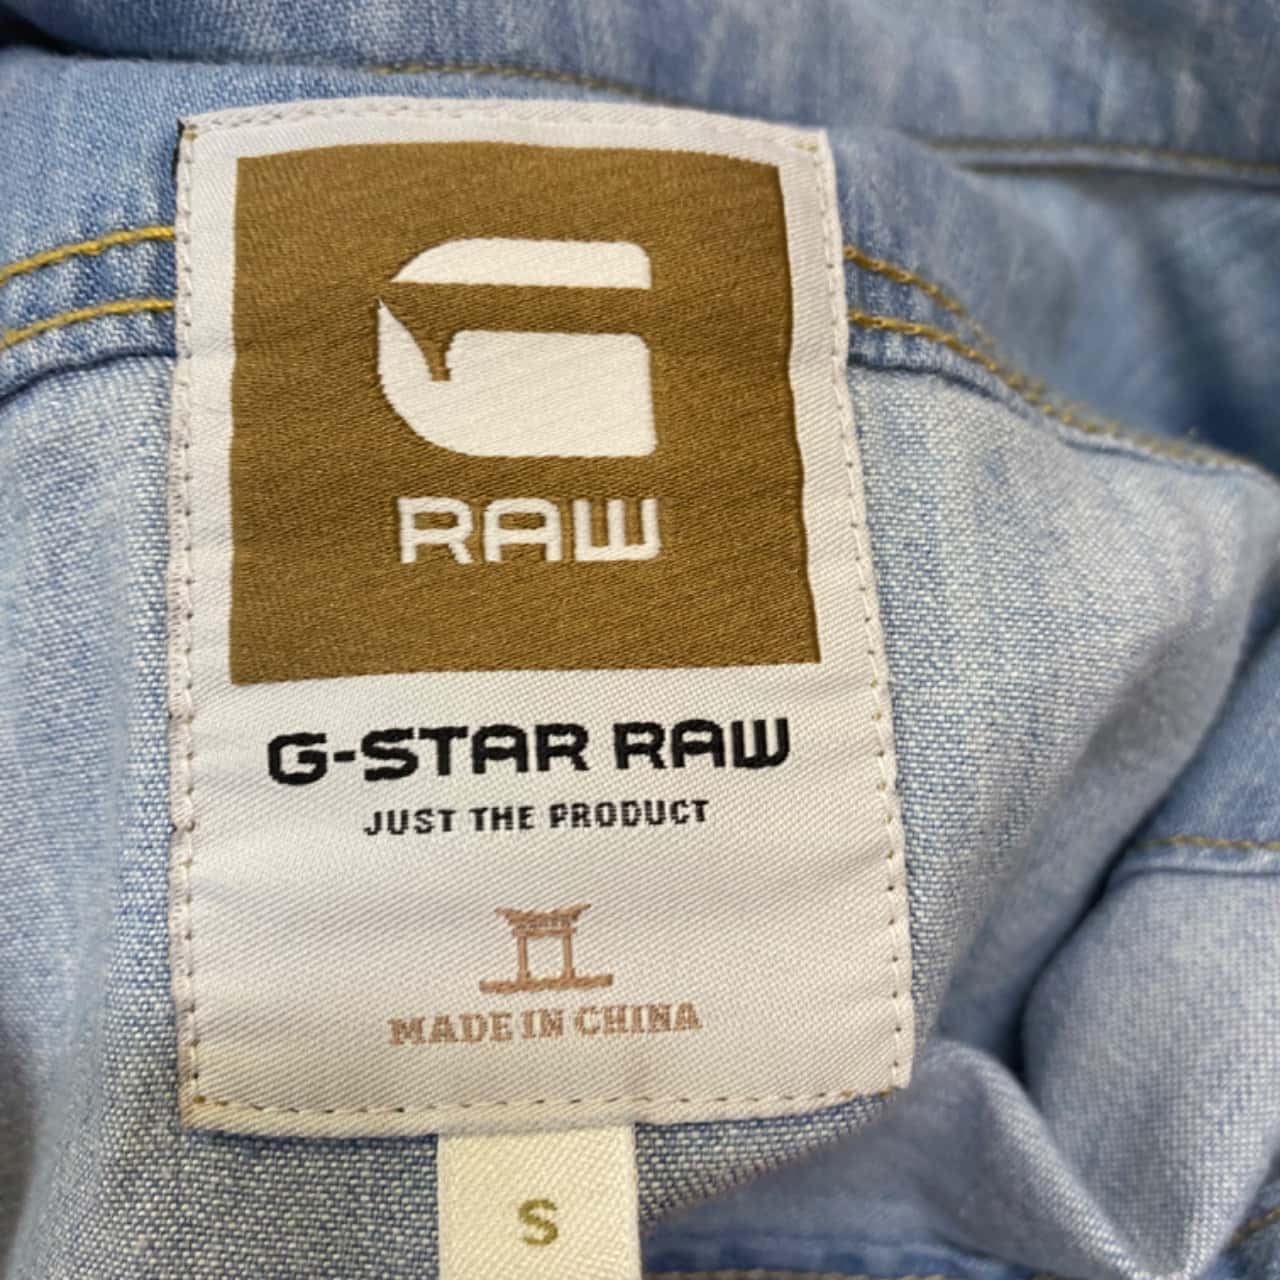 G
RAW
G-STAR RAW
JUST THE PRODUCT
MADE IN CHINA
S